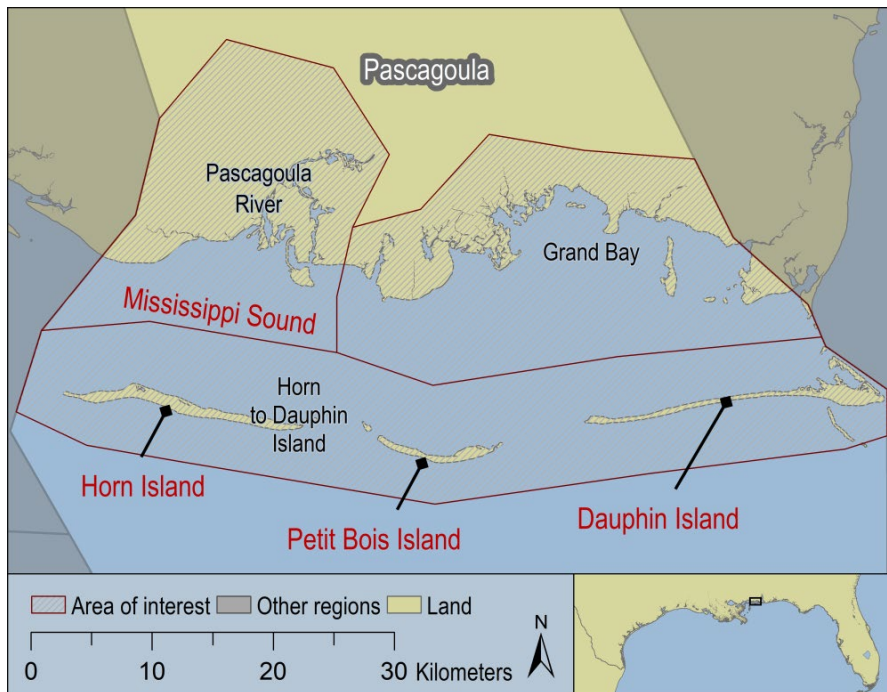 Pascagoula
Pascagoula
River
Grand Bay
Mississippi Sound
Horn
to Dauphin
Island
Horn Island
Petit Bois Island
Dauphin Island
Area of interest
Other regions
Land
N
0
10
20
30
Kilometers